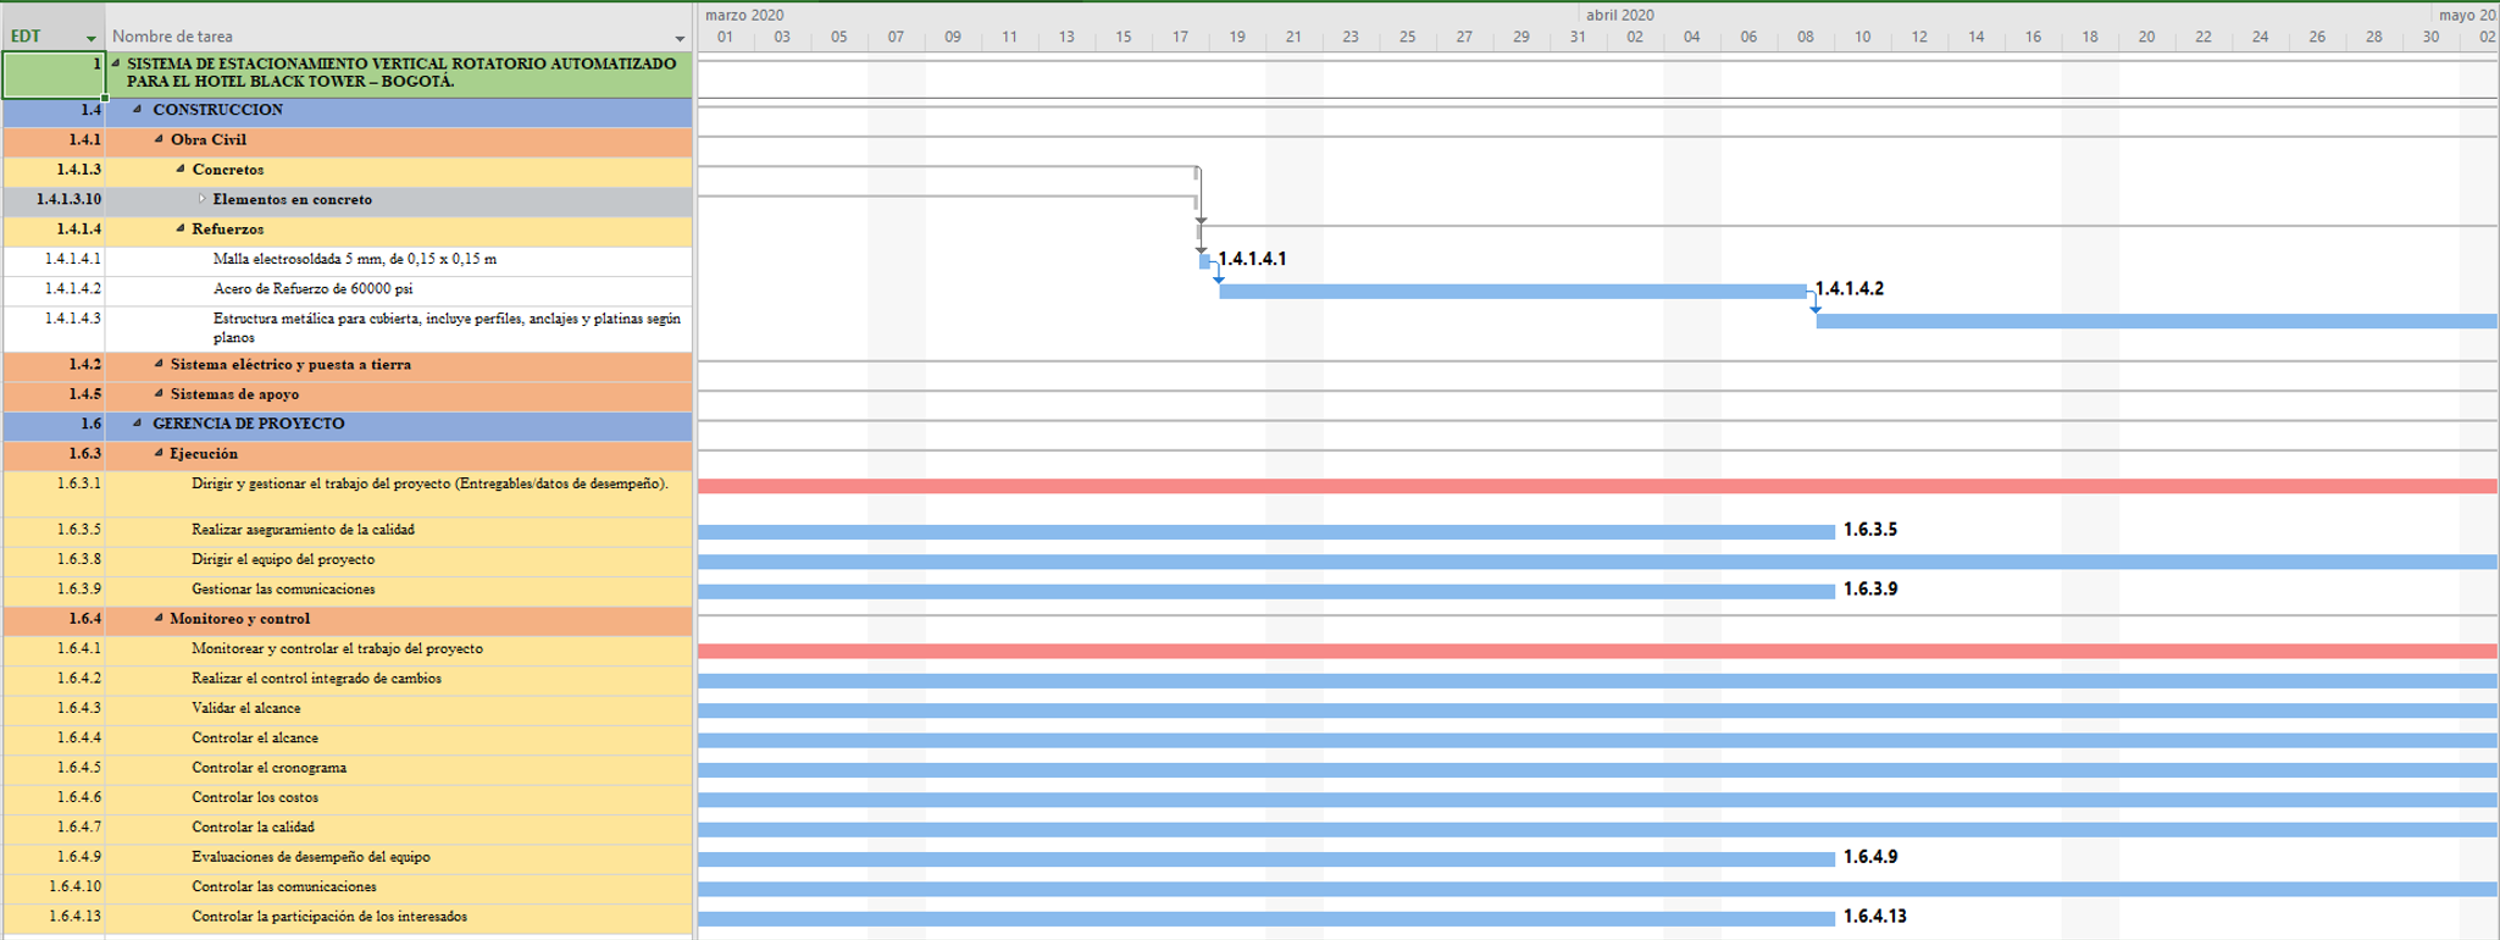 marzo 2020 abril 2020 mayo 20
EDT Nombre de tarea 01 03 05 07 09 11 13 15 17 19 21 23 25 27 29 31 02 04 06 08 10 12 14 16 18 20 22 24 26 28 30 02
1 SISTEMA DE ESTACIONAMIENTO VERTICAL ROTATORIO AUTOMATIZADO
PARA EL HOTEL BLACK TOWER – BOGOTÁ.
1.4 CONSTRUCCION
1.4.1 Obra Civil
1.4.1.3 Concretos
1.4.1.3.10 Elementos en concreto
1.4.1.4 Refuerzos
1.4.1.4.1 Malla electrosoldada 5 mm, de 0,15 x 0,15 m 1.4.1.4.1
1.4.1.4.2 Acero de Refuerzo de 60000 psi 1.4.1.4.2
1.4.1.4.3 Estructura metálica para cubierta, incluye perfiles, anclajes y platinas según
planos
1.4.2 Sistema eléctrico y puesta a tierra
1.4.5 Sistemas de apoyo
1.6 GERENCIA DE PROYECTO
1.6.3 Ejecución
1.6.3.1 Dirigir y gestionar el trabajo del proyecto (Entregables/datos de desempeño).
1.6.3.5 Realizar aseguramiento de la calidad 1.6.3.5
1.6.3.8 Dirigir el equipo del proyecto
1.6.3.9 Gestionar las comunicaciones 1.6.3.9
1.6.4 Monitoreo y control
1.6.4.1 Monitorear y controlar el trabajo del proyecto
1.6.4.2 Realizar el control integrado de cambios
1.6.4.3 Validar el alcance
1.6.4.4 Controlar el alcance
1.6.4.5 Controlar el cronograma
1.6.4.6 Controlar los costos
1.6.4.7 Controlar la calidad
1.6.4.9 Evaluaciones de desempeño del equipo 1.6.4.9
1.6.4.10 Controlar las comunicaciones
1.6.4.13 Controlar la participación de los interesados 1.6.4.13